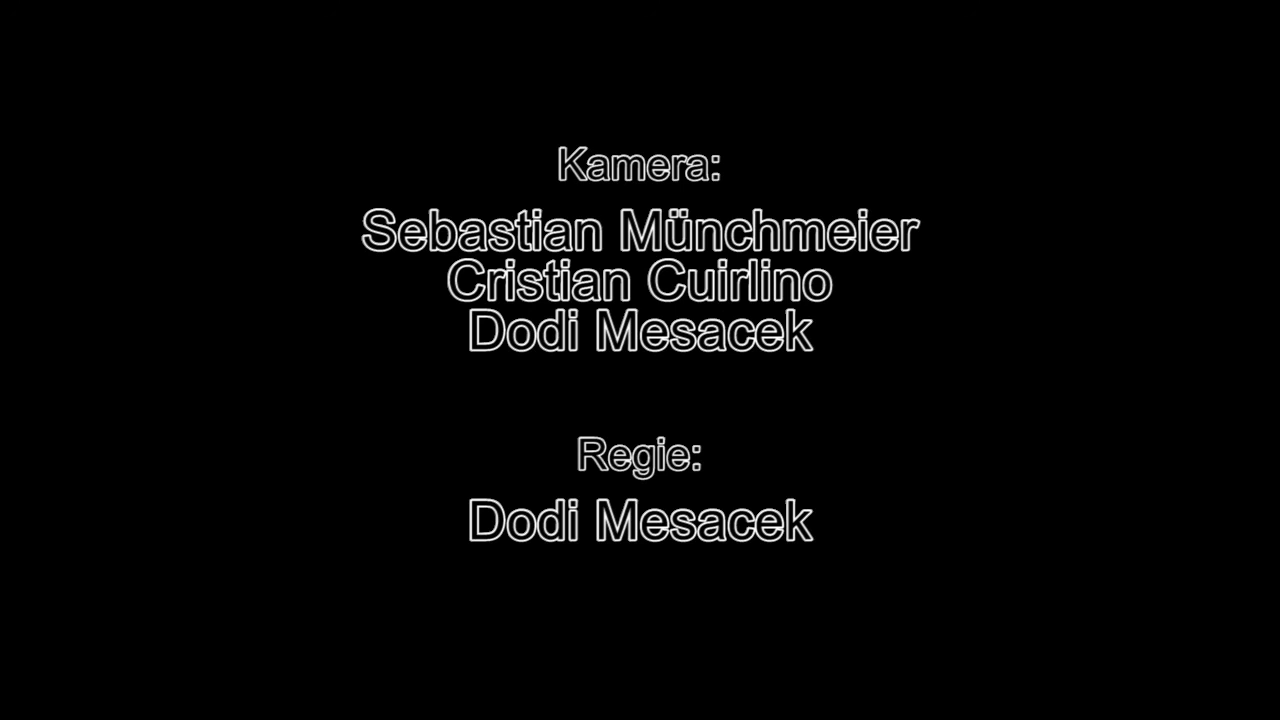 Kamera:
Sebastian Münchmeier
Cristian Cuirlino
Dodi Mesacek
Regie:
Dodi Mesacek